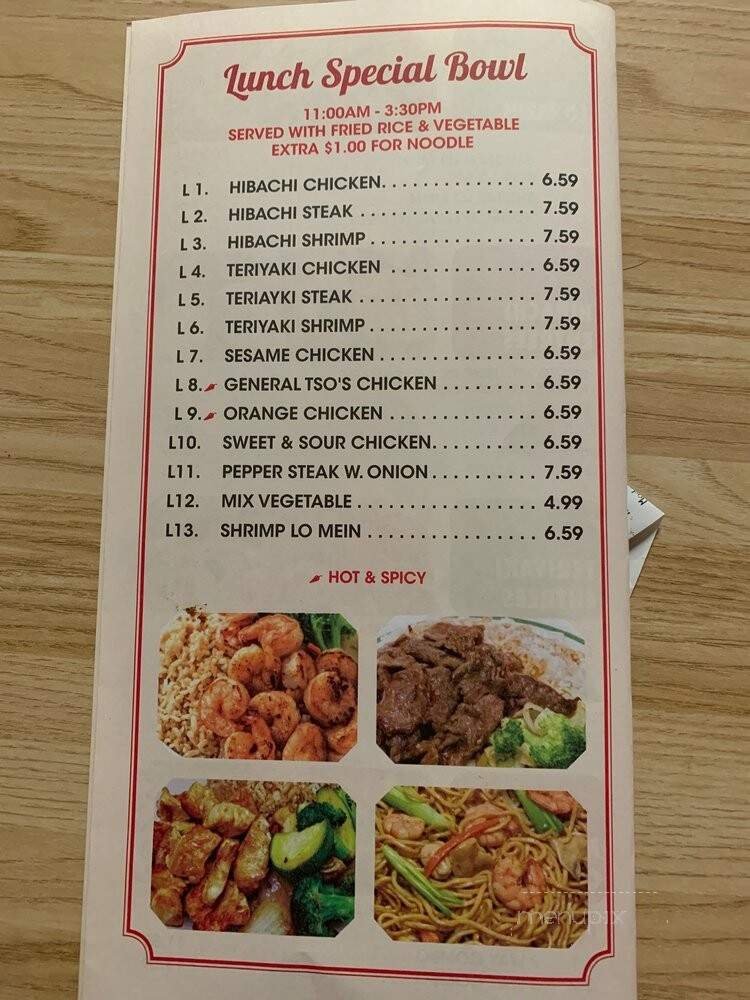 Lunch Special Bowl
11:00AM - 3:30PM
SERVED WITH FRIED RICE & VEGETABLE
EXTRA $1.00 FOR NOODLE
L 1. HIBACHI CHICKEN. . . . . . . . . . . . . . . 6.59
L 2. HIBACHI STEAK . . . . . . . . . . . . . . . . . 7.59
L 3. HIBACHI SHRIMP . . . . . . . . . . . . . . . . 7.59
L 4. TERIYAKI CHICKEN . . . . . . . . . . . . . . 6.59
L 5. TERIAYKI STEAK . . . . . . . . . . . . . . . . . 7.59
L 6. TERIYAKI SHRIMP . . . . . . . . . . . . . . . . 7.59
L 7. SESAME CHICKEN . . . . . . . . . . . . . . . 6.59
L 8. GENERAL TSO'S CHICKEN . . . . . . . . . 6.59
L 9. ORANGE CHICKEN . . . . . . . . . . . . . . 6.59
L10. SWEET & SOUR CHICKEN. . . . . . . . . . 6.59
L11. PEPPER STEAK W. ONION . . . . . . . . . . 7.59
L12. MIX VEGETABLE . . . . . . . . . . . . . . . . . 4.99
L13. SHRIMP LO MEIN . . . . . . . . . . . . . . . . 6.59
HOT & SPICY
menupix